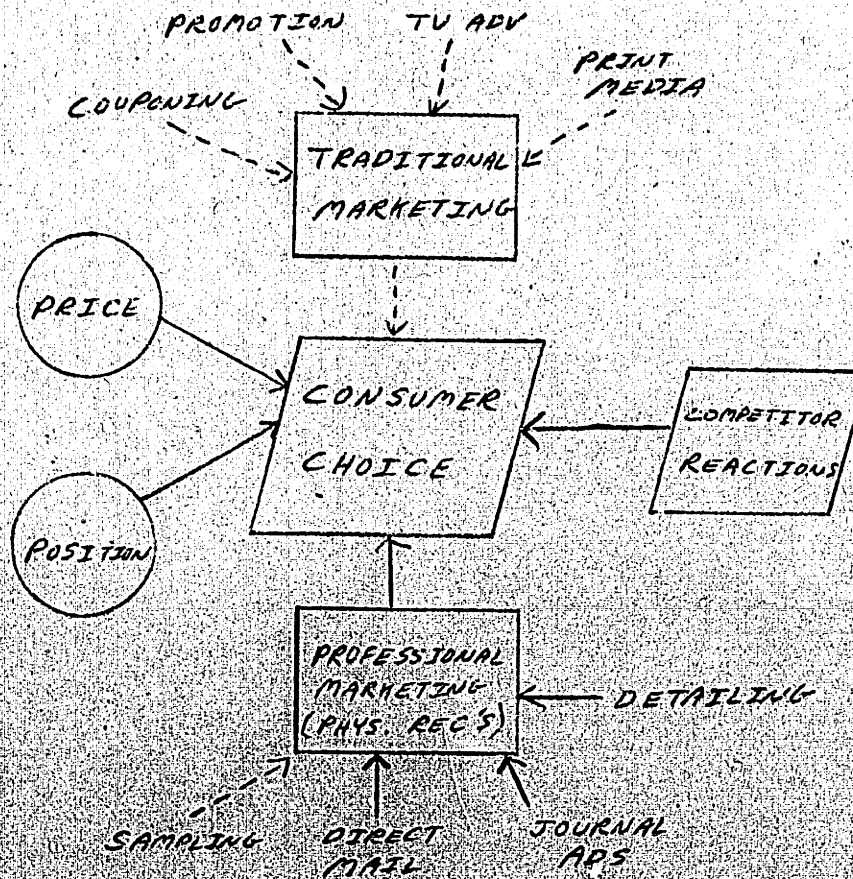 PROMOTION
TV ADV
PRINT
MEDIA
COUPONING
TRADITIONAL
MARKETING
PRICE
CONSUMER
CHOICE
COMPETITOR
REACTIONS
POSITION
PROFESSIONAL
MARKETING
(PHYS. REC'S)
DETAILING
SAMPLING
DIRECT
MAIL
JOURNAL
ADS